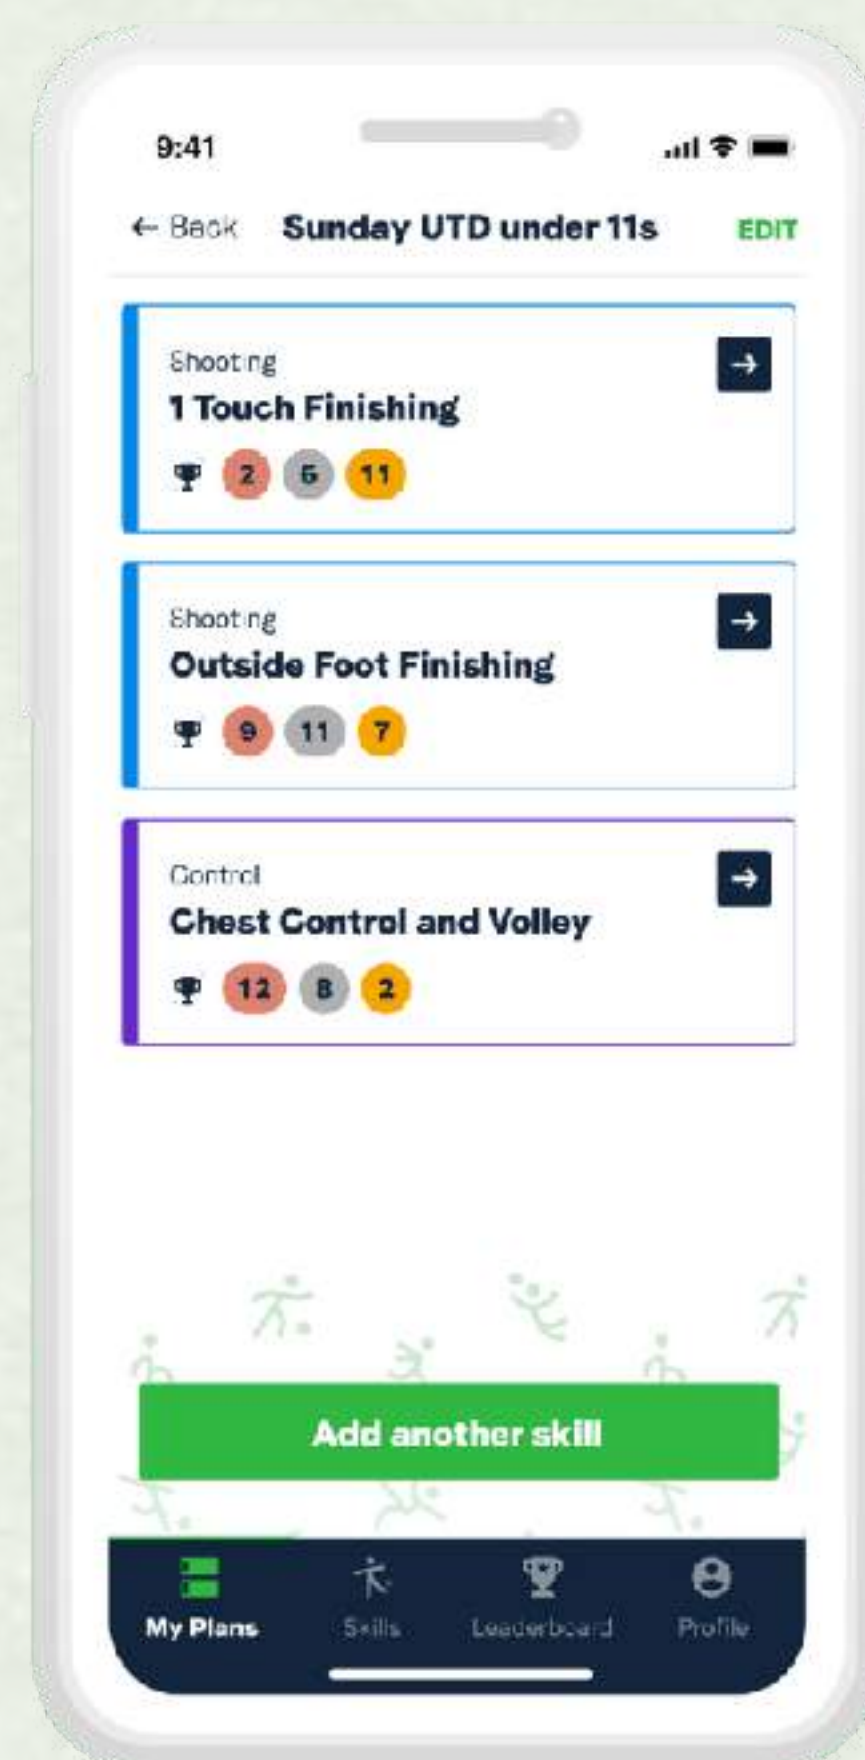 9:41
← Back Sunday UTD under 11s EDIT
Shooting
1 Touch Finishing
2 5 11
Shooting
Outside Foot Finishing
9 11 7
Control
Chest Control and Volley
12 8 2
Add another skill
My Plans Skills Leaderboard Profile